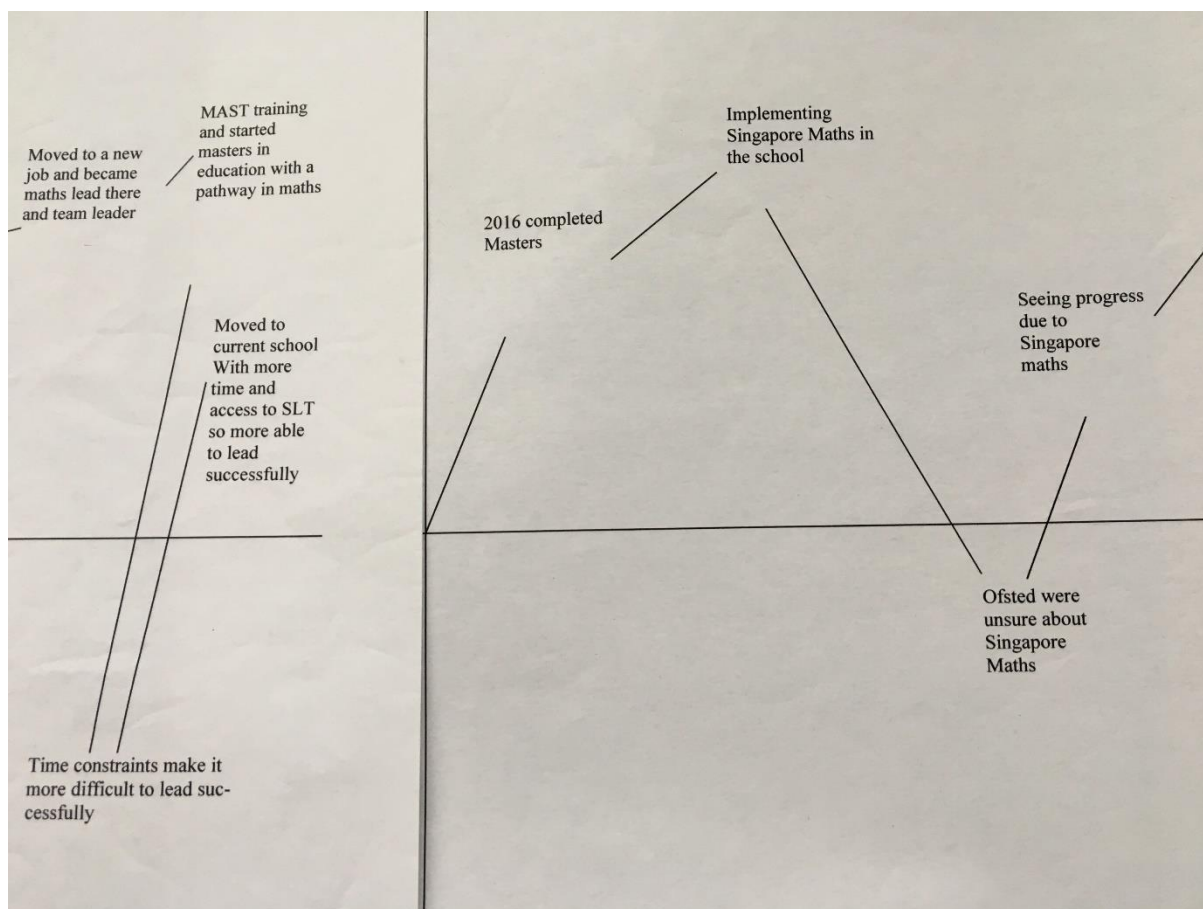 Moved to a new
job and became
maths lead there
and team leader
MAST training
and started
masters in
education with a
pathway in maths
Moved to
current school
With more
time and
access to SLT
so more able
to lead
successfully
Time constraints make it
more difficult to lead suc-
cessfully
2016 completed
Masters
Implementing
Singapore Maths in
the school
Ofsted were
unsure about
Singapore
Maths
Seeing progress
due to
Singapore
maths